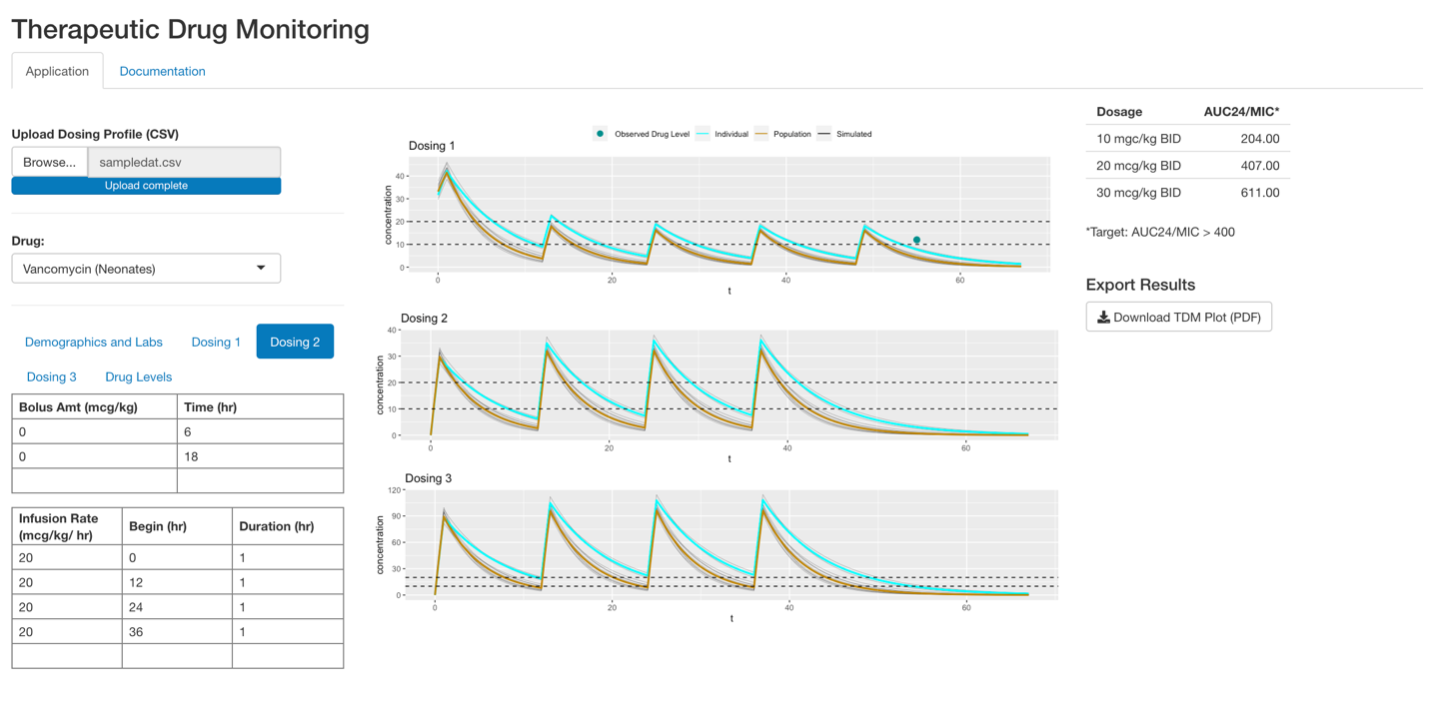 Therapeutic Drug Monitoring
Application Documentation
Upload Dosing Profile (CSV)
Browse... sampledat.csv
Upload complete
Drug:
Vancomycin (Neonates)
Demographics and Labs Dosing 1 Dosing 2
Dosing 3 Drug Levels
Bolus Amt (mcg/kg) Time (hr)
0 6
0 18
Infusion Rate
(mcg/kg/ hr) Begin (hr) Duration (hr)
20 0 1
20 12 1
20 24 1
20 36 1
Observed Drug Level Individual Population Simulated
Dosing 1
concentration
40
30
20
10
0
0 20 40 60
t
Dosing 2
concentration
40
30
20
10
0
0 20 40 60
t
Dosing 3
concentration
120
90
60
30
0
0 20 40 60
t
Dosage AUC24/MIC*
10 mgc/kg BID 204.00
20 mcg/kg BID 407.00
30 mcg/kg BID 611.00
*Target: AUC24/MIC > 400
Export Results
Download TDM Plot (PDF)